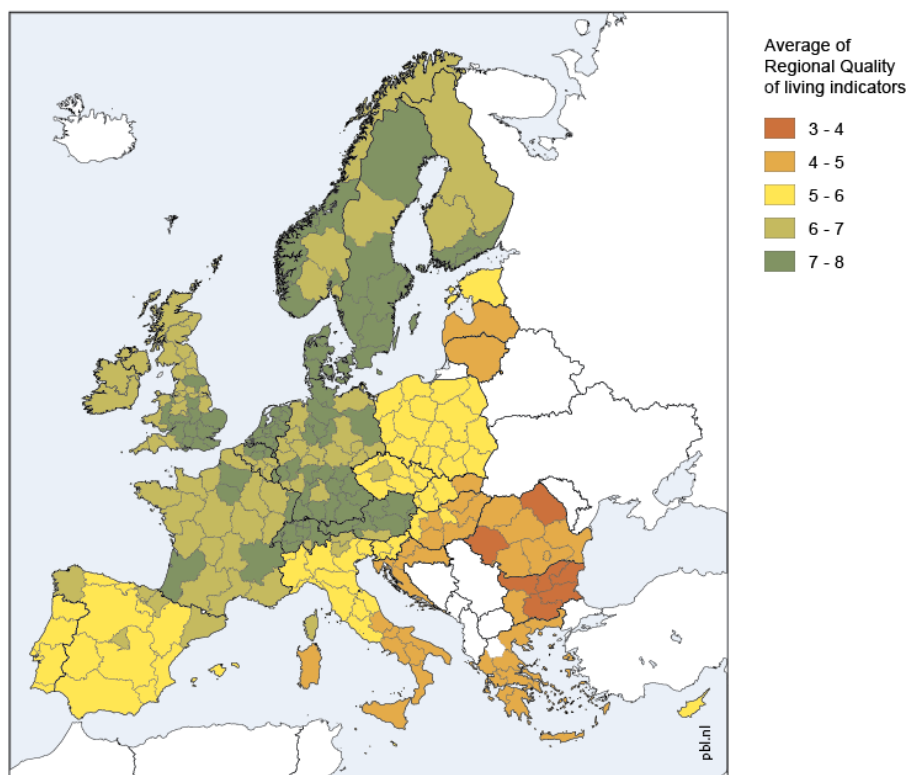 Average of
Regional Quality
of living indicators
3 - 4
4 - 5
5 - 6
6 - 7
7 - 8
pbl.nl